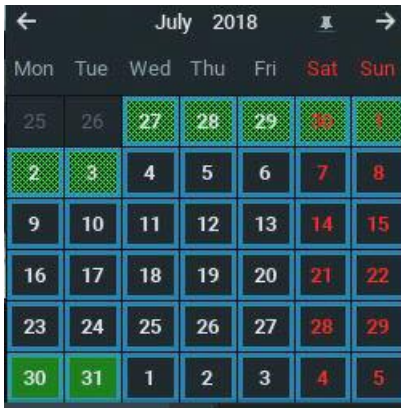 ← July 2018 →
Mon Tue Wed Thu Fri Sat Sun
25 26 27 28 29 30 1
2 3 4 5 6 7 8
9 10 11 12 13 14 15
16 17 18 19 20 21 22
23 24 25 26 27 28 29
30 31 1 2 3 4 5